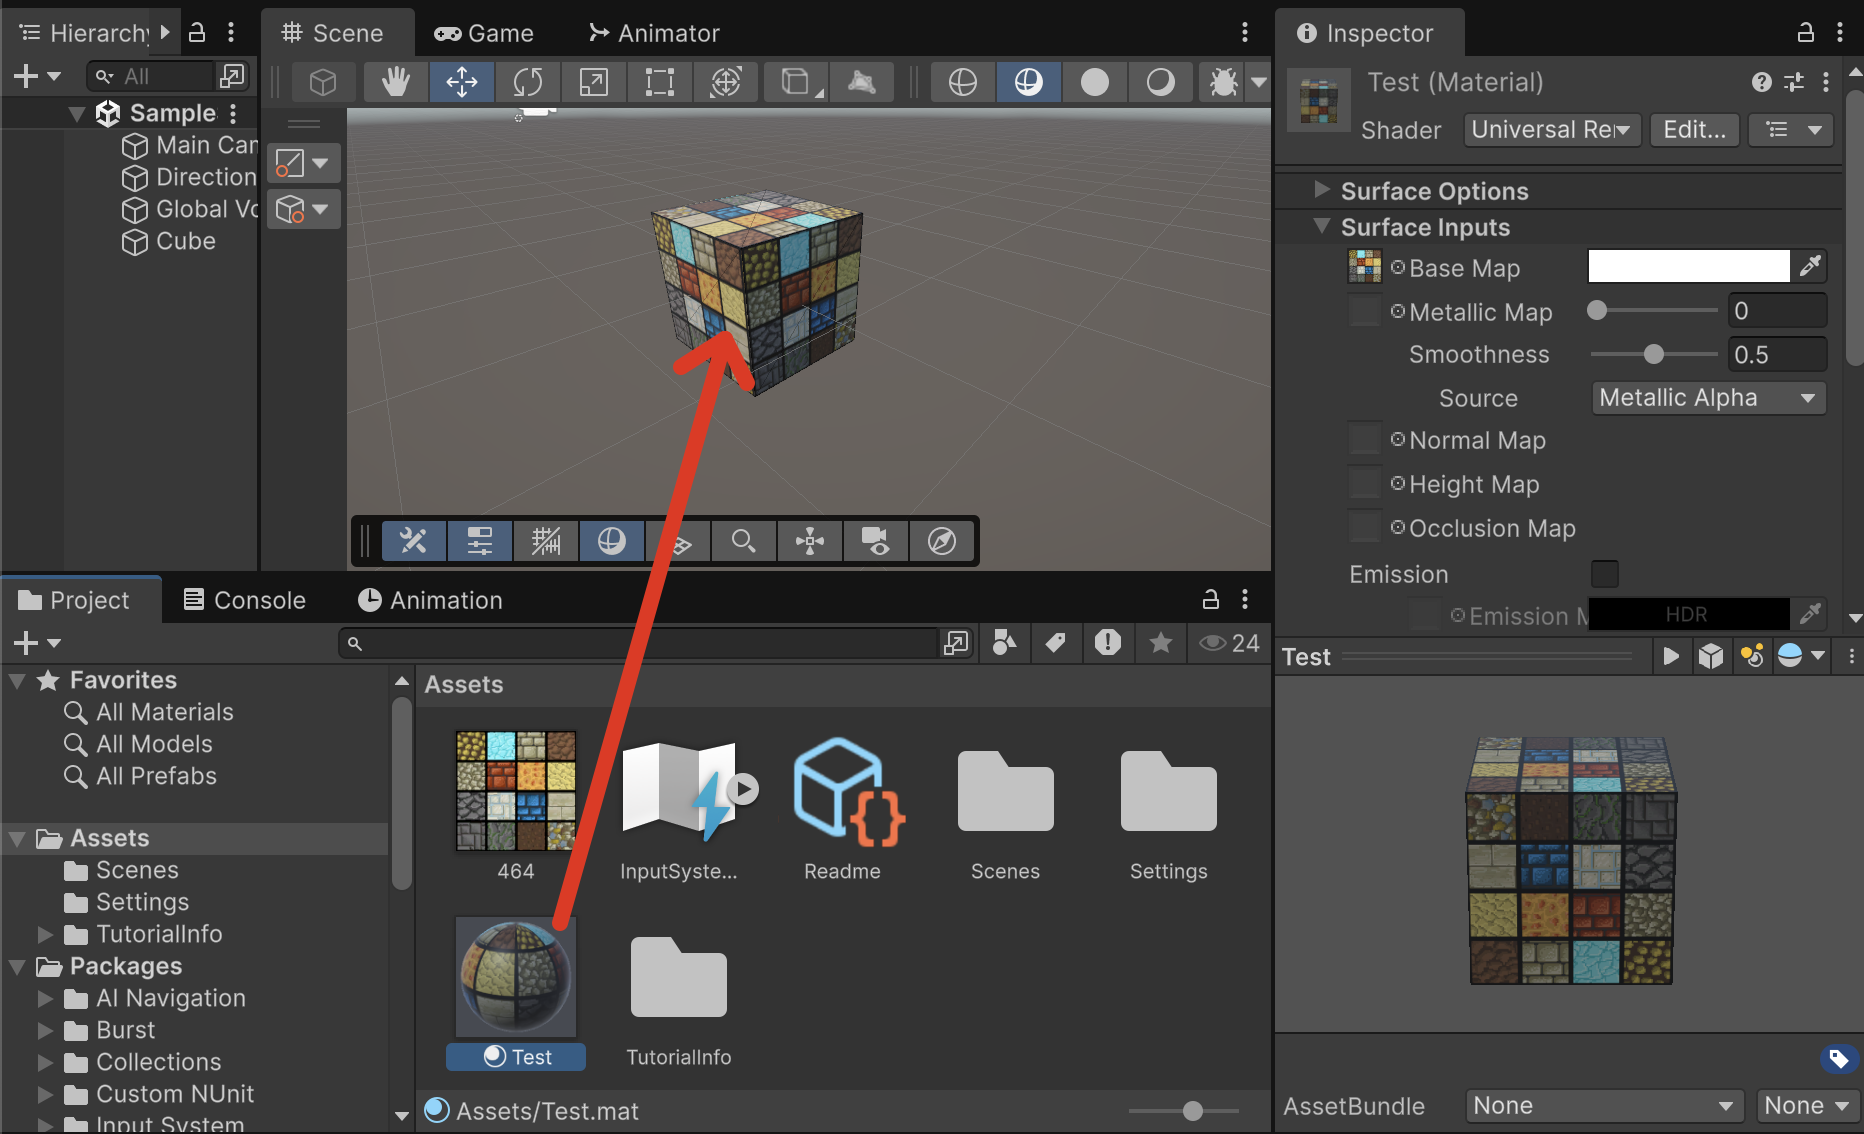 Hierarchy
All
Sample
Main Can
Direction
Global Vo
Cube
Scene
Game
Animator
Inspector
Test (Material)
Shader
Universal Re
Edit...
Surface Options
Surface Inputs
Base Map
Metallic Map
0
Smoothness
0.5
Source
Metallic Alpha
Normal Map
Height Map
Occlusion Map
Emission
Emission M
HDR
Project
Console
Animation
24
Favorites
All Materials
All Models
All Prefabs
Assets
Scenes
Settings
TutorialInfo
Packages
AI Navigation
Burst
Collections
Custom NUnit
Input System
Assets
464
InputSyste...
Readme
Scenes
Settings
Test
TutorialInfo
Assets/Test.mat
Test
AssetBundle
None
None